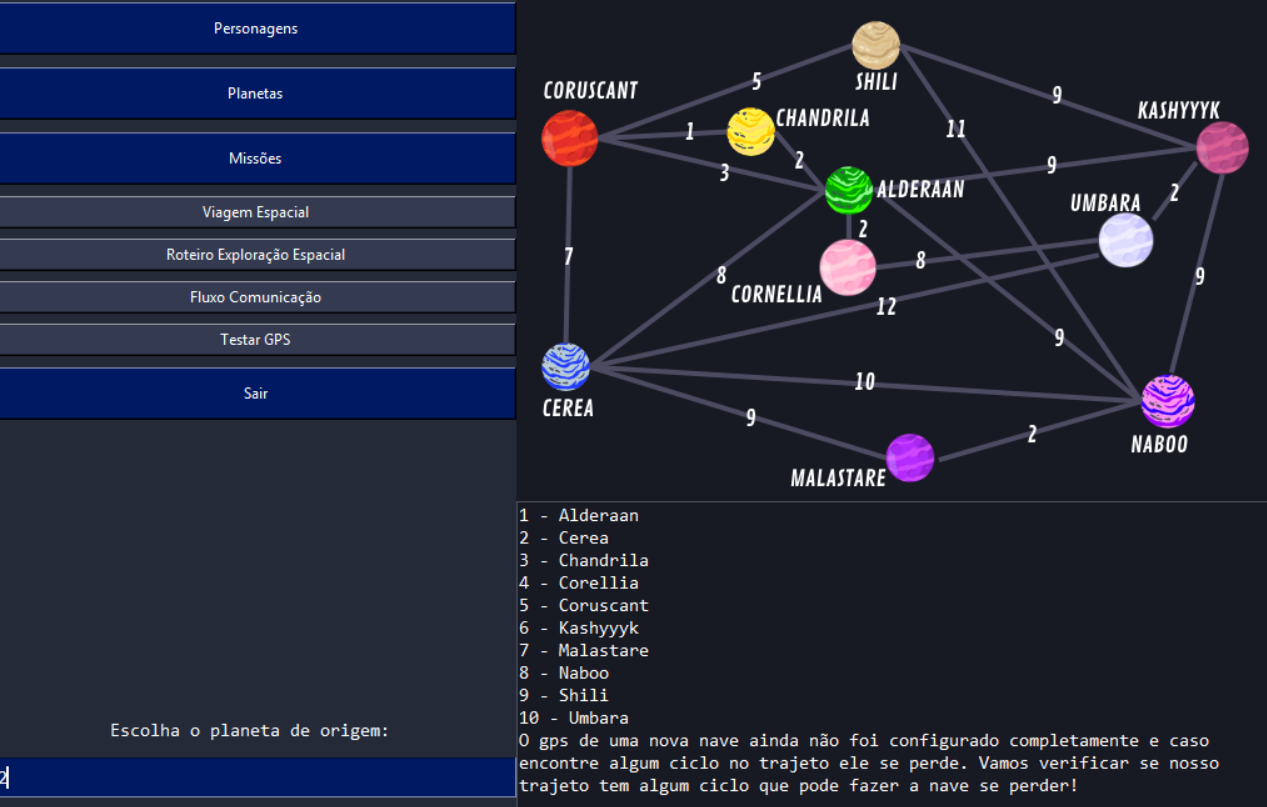 Personagens
Planetas
Missões
Viagem Espacial
Roteiro Exploração Espacial
Fluxo Comunicação
Testar GPS
Sair
Escolha o planeta de origem:
2
SHILI
CORUSCANT
5
9
KASHYYYK
CHANDRILA
1
11
2
3
9
ALDERAAN
UMBARA
2
2
7
8
8
9
CORNELLIA
12
9
10
CEREA
9
2
NABOO
MALASTARE
1 - Alderaan
2 - Cerea
3 - Chandrila
4 - Corellia
5 - Coruscant
6 - Kashyyyk
7 - Malastare
8 - Naboo
9 - Shili
10 - Umbara
O gps de uma nova nave ainda não foi configurado completamente e caso
encontre algum ciclo no trajeto ele se perde. Vamos verificar se nosso
trajeto tem algum ciclo que pode fazer a nave se perder!